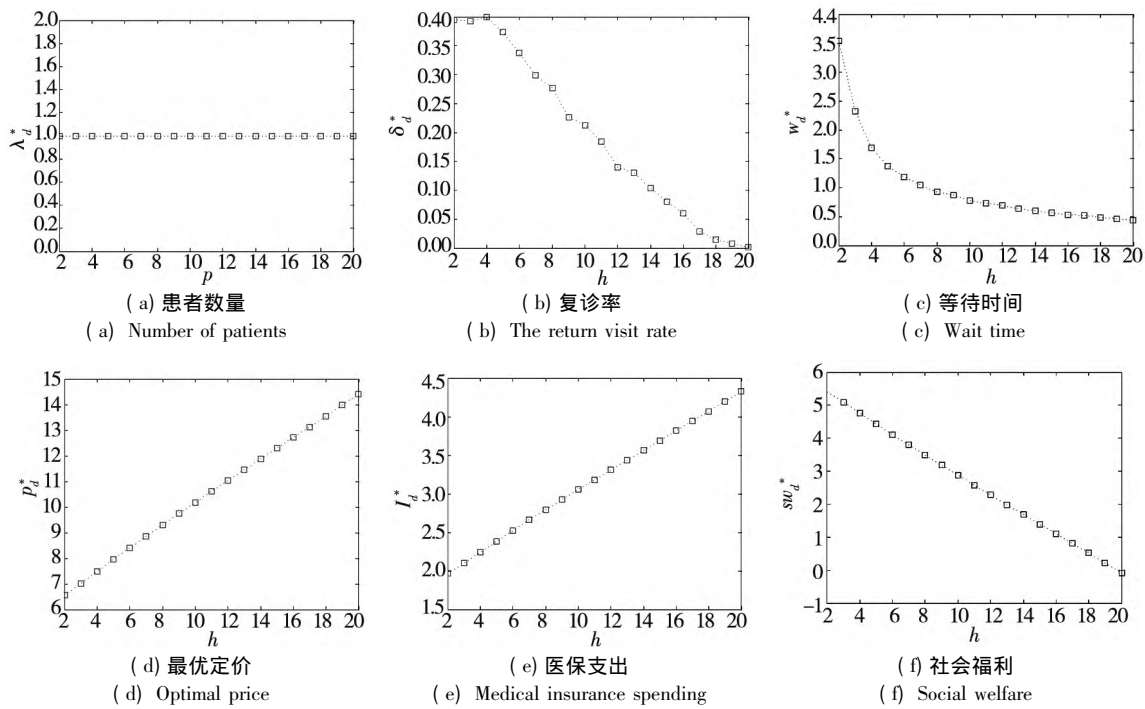 2.0
1.8
1.6
1.4
1.2
1.0
0.8
0.6
0.4
0.2
0.0
λ*d
2 4 6 8 10 12 14 16 18 20
p
(a) 患者数量
(a) Number of patients
0.40
0.35
0.30
0.25
0.20
0.15
0.10
0.05
0.00
δ*d
2 4 6 8 10 12 14 16 18 20
h
(b) 复诊率
(b) The return visit rate
4.4
3.5
3.0
2.5
2.0
1.5
1.0
0.5
0.0
w*d
2 4 6 8 10 12 14 16 18 20
h
(c) 等待时间
(c) Wait time
15
14
13
12
11
10
9
8
7
6
p*d
2 4 6 8 10 12 14 16 18 20
h
(d) 最优定价
(d) Optimal price
4.5
4.0
3.5
3.0
2.5
2.0
1.5
I*d
2 4 6 8 10 12 14 16 18 20
h
(e) 医保支出
(e) Medical insurance spending
6
5
4
3
2
1
0
-1
sw*d
2 4 6 8 10 12 14 16 18 20
h
(f) 社会福利
(f) Social welfare